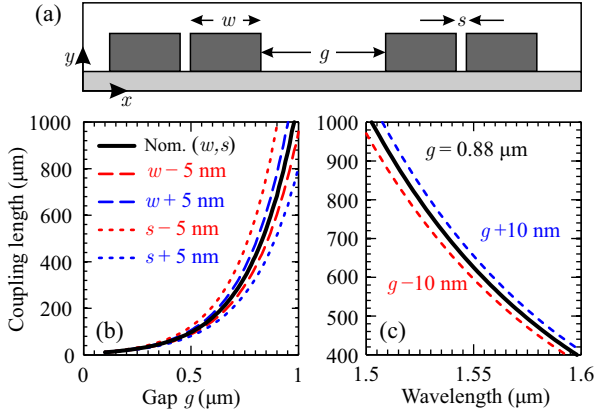 (a)
w
s
g
y
x
Coupling length (μm)
1000
800
600
400
200
0
Nom. (w,s)
w − 5 nm
w + 5 nm
s − 5 nm
s + 5 nm
(b)
0
0.5
1
Gap g (μm)
1000
900
800
700
600
500
400
g = 0.88 μm
g+10 nm
g−10 nm
(c)
1.5
1.55
1.6
Wavelength (μm)